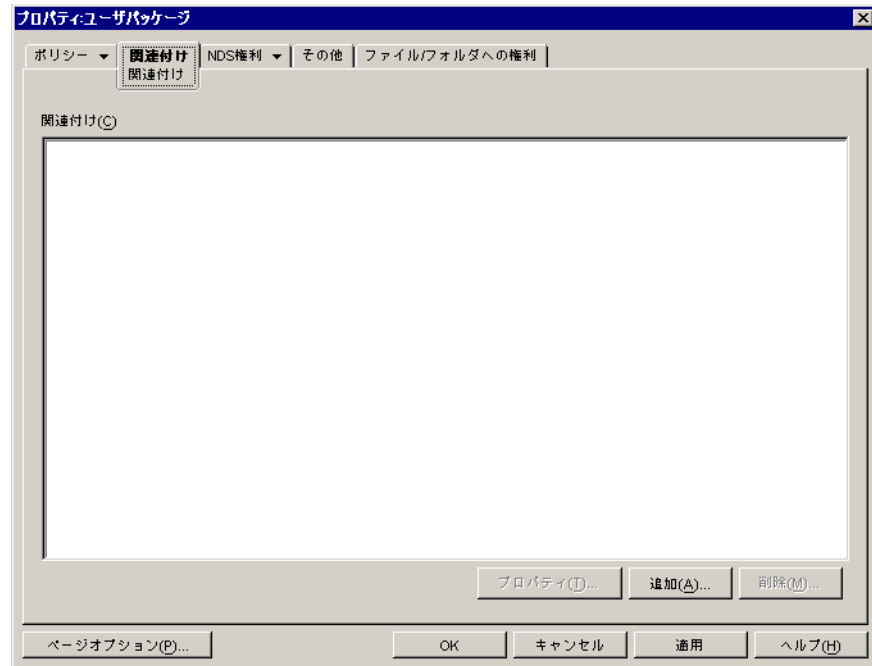 プロパティ:ユーザパッケージ
ポリシー 関連付け NDS権利 その他 ファイル/フォルダへの権利
関連付け
関連付け(C)
プロパティ(T)... 追加(A)... 削除(M)...
ページオプション(P)... OK キャンセル 適用 ヘルプ(H)